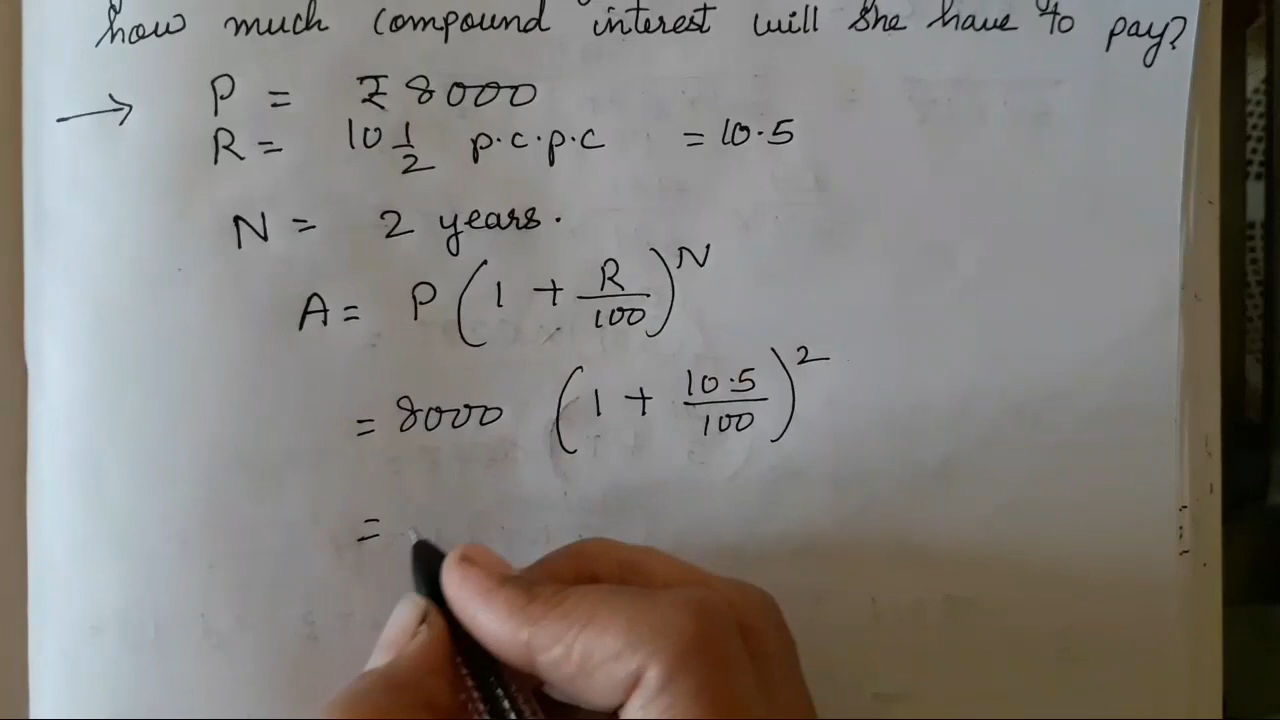 how much compound interest will she have to pay?
→ P = ₹ 8000
R = 10 1/2 p.c.p.c = 10.5
N = 2 years.
A = P (1 + R/100)^N
= 8000 (1 + 10.5/100)^2
=